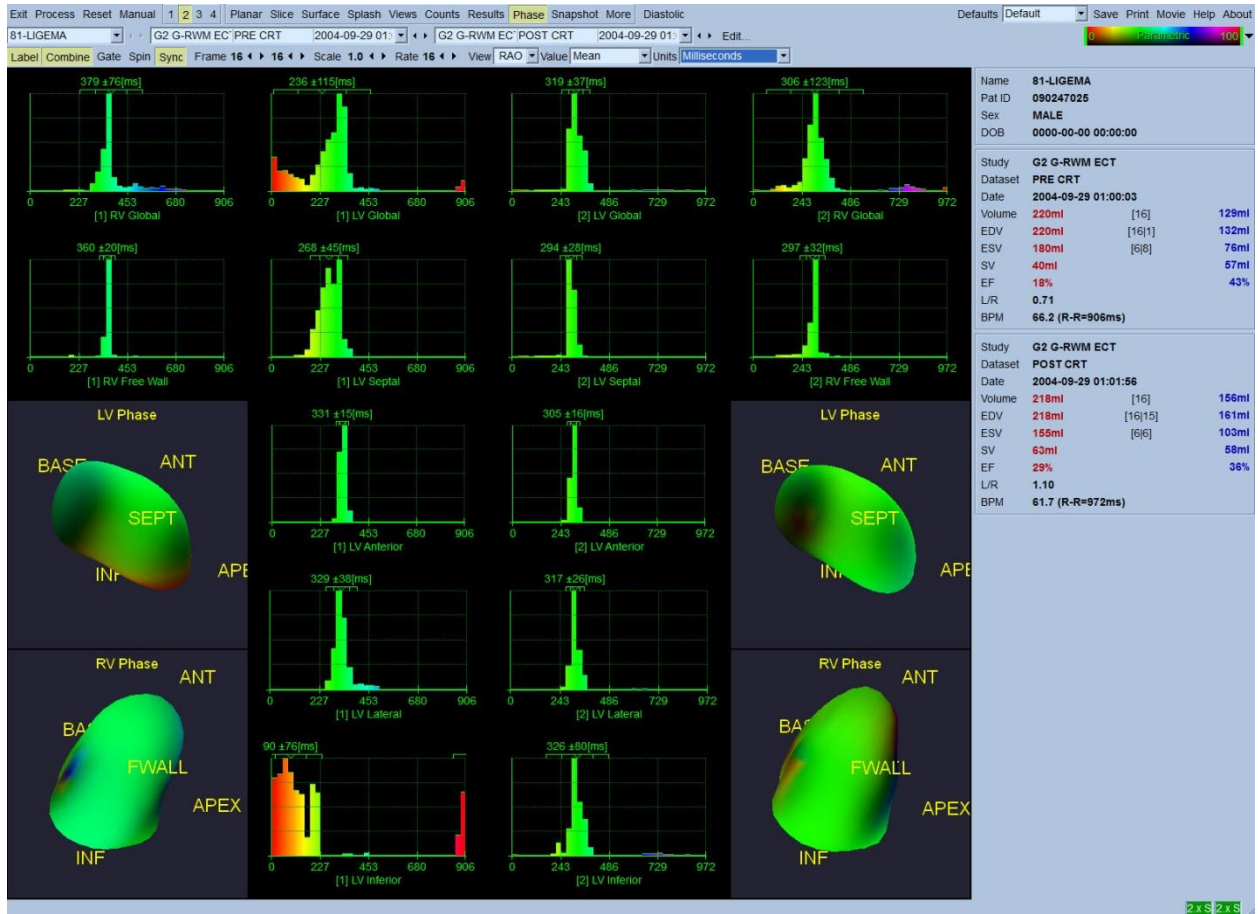 Exit Process Reset Manual 1 2 3 4 Planar Slice Surface Splash Views Counts Results Phase Snapshot More Diastolic Defaults Default Save Print Movie Help About
81-LIGEMA G2 G-RWM EC PRE CRT 2004-09-29 01: G2 G-RWM EC POST CRT 2004-09-29 01: Edit... 0 Parametric 100
Label Combine Gate Spin Sync Frame 16 16 Scale 1.0 Rate 16 View RAO Value Mean Units Milliseconds
379 ±76[ms] 236 ±115[ms] 319 ±37[ms] 306 ±123[ms]
0 227 453 680 906 0 227 453 680 906 0 243 486 729 972 0 243 486 729 972
[1] RV Global [1] LV Global [2] LV Global [2] RV Global
360 ±20[ms] 268 ±45[ms] 294 ±28[ms] 297 ±32[ms]
0 227 453 680 906 0 227 453 680 906 0 243 486 729 972 0 243 486 729 972
[1] RV Free Wall [1] LV Septal [2] LV Septal [2] RV Free Wall
LV Phase
BASE ANT
SEPT
INF APE
331 ±15[ms] 305 ±16[ms]
0 227 453 680 906 0 243 486 729 972
[1] LV Anterior [2] LV Anterior
LV Phase
BASE ANT
SEPT
INF APE
329 ±38[ms] 317 ±26[ms]
0 227 453 680 906 0 243 486 729 972
[1] LV Lateral [2] LV Lateral
RV Phase
ANT
BA
FWALL
APEX
INF
90 ±76[ms] 326 ±80[ms]
0 227 453 680 906 0 243 486 729 972
[1] LV Inferior [2] LV Inferior
RV Phase
ANT
BA
FWALL
APEX
INF
Name 81-LIGEMA
Pat ID 090247025
Sex MALE
DOB 0000-00-00 00:00:00
Study G2 G-RWM ECT
Dataset PRE CRT
Date 2004-09-29 01:00:03
Volume 220ml [16] 129ml
EDV 220ml [16|1] 132ml
ESV 180ml [6|8] 76ml
SV 40ml 57ml
EF 18% 43%
L/R 0.71
BPM 66.2 (R-R=906ms)
Study G2 G-RWM ECT
Dataset POST CRT
Date 2004-09-29 01:01:56
Volume 218ml [16] 156ml
EDV 218ml [16|15] 161ml
ESV 155ml [6|6] 103ml
SV 63ml 58ml
EF 29% 36%
L/R 1.10
BPM 61.7 (R-R=972ms)
2 x S 2 x S